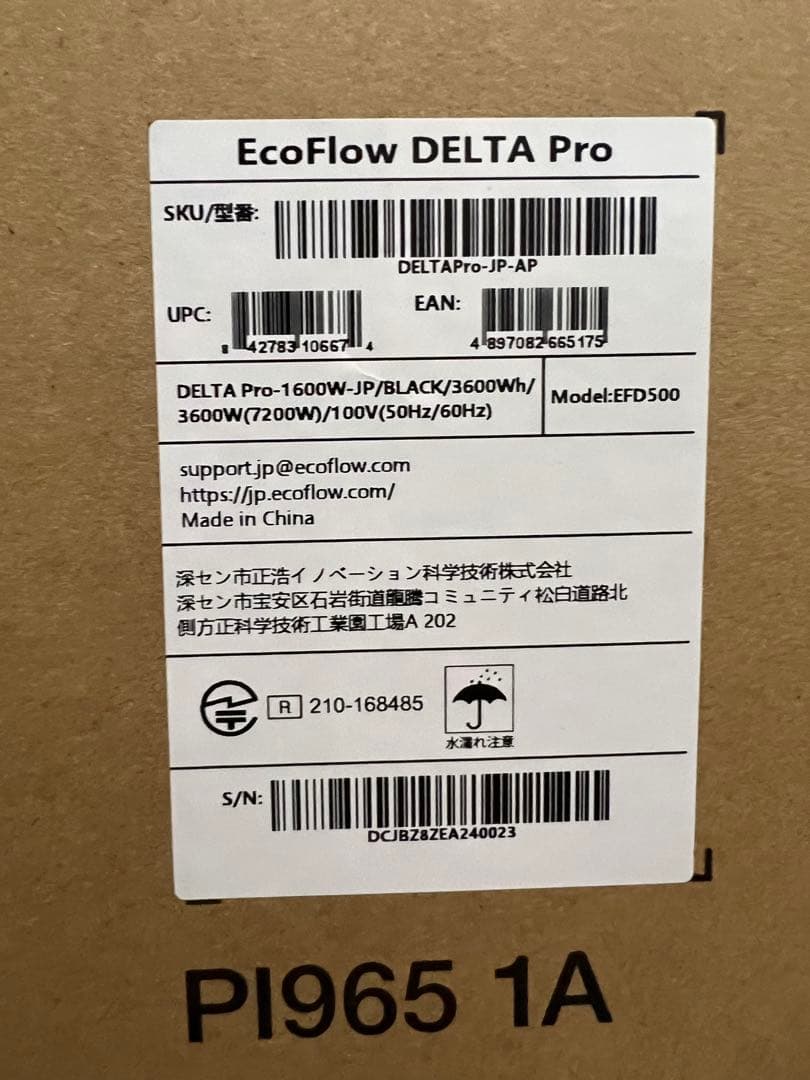 EcoFlow DELTA Pro
SKU/型番:
DELTAPro-JP-AP
UPC: 8 42783 10667 4
EAN: 4 897082 665175
DELTA Pro-1600W-JP/BLACK/3600Wh/
3600W(7200W)/100V(50Hz/60Hz)
Model:EFD500
support.jp@ecoflow.com
https://jp.ecoflow.com/
Made in China
深セン市正浩イノベーション科学技術株式会社
深セン市宝安区石岩街道龍騰コミュニティ松白道路北
側方正科学技術工業園工場A 202
R 210-168485
水濡れ注意
S/N:
DCJBZ8ZEA240023
PI965 1A